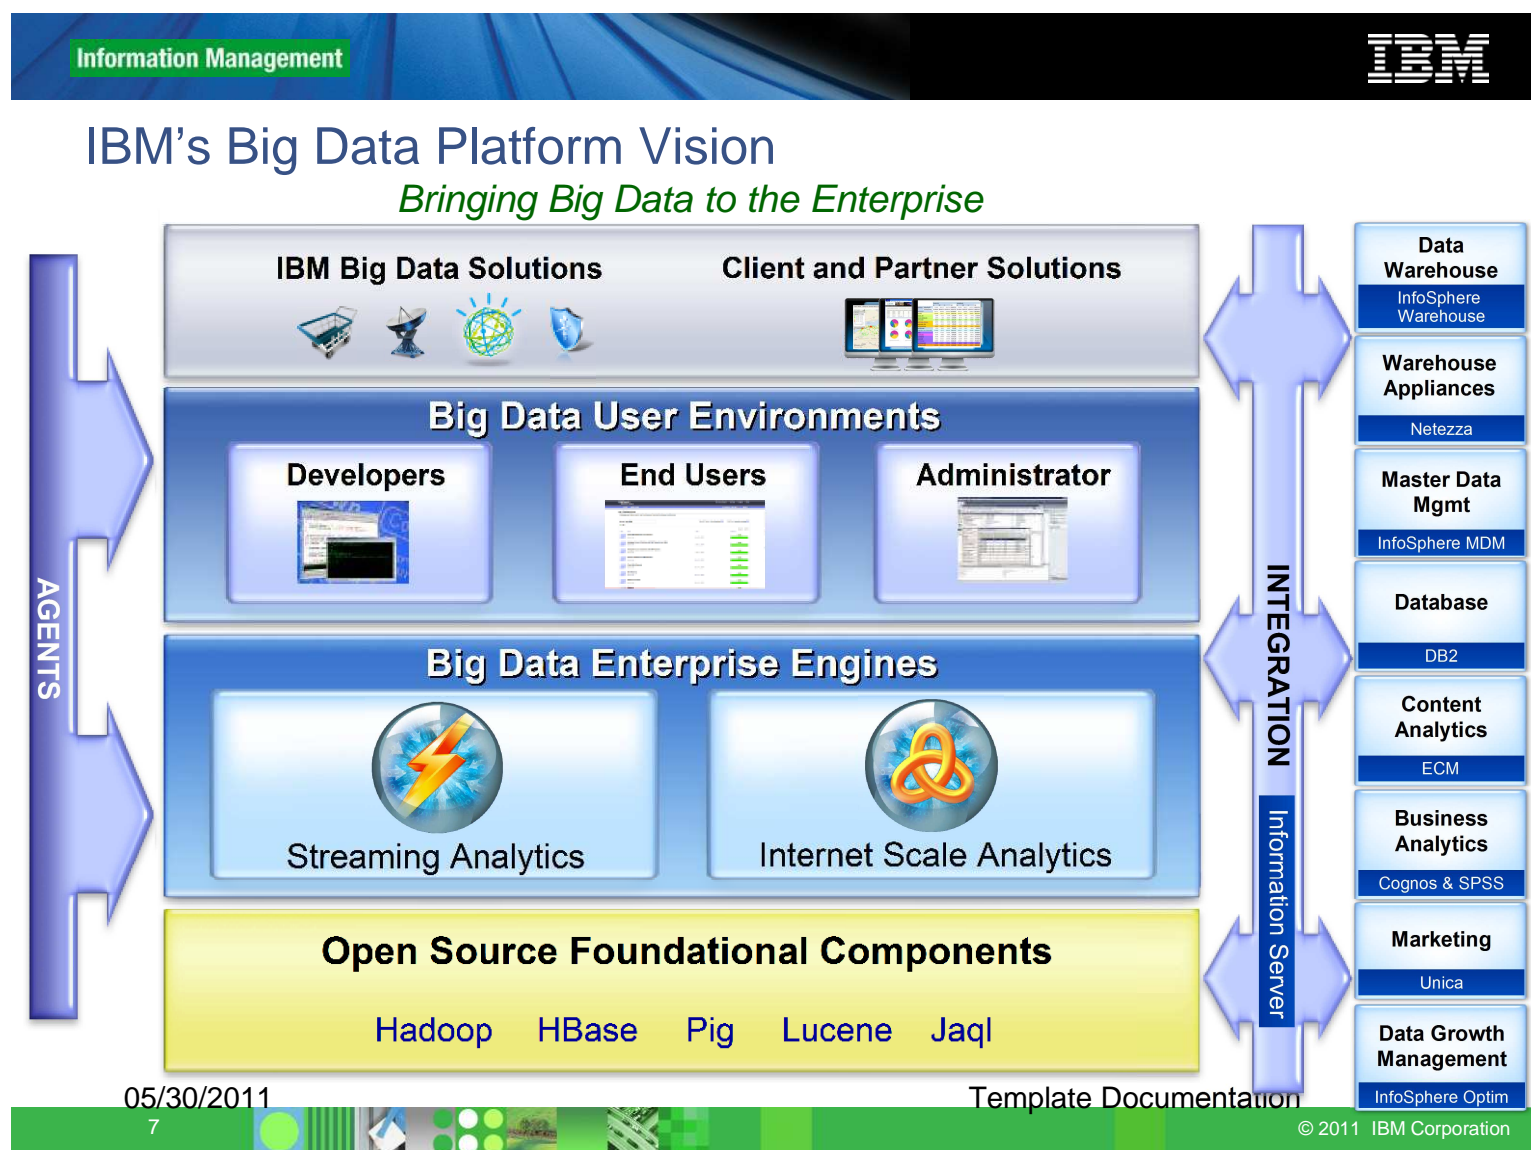 Information Management
IBM
IBM's Big Data Platform Vision
Bringing Big Data to the Enterprise
AGENTS
IBM Big Data Solutions
Client and Partner Solutions
Big Data User Environments
Developers
End Users
Administrator
Big Data Enterprise Engines
Streaming Analytics
Internet Scale Analytics
Open Source Foundational Components
Hadoop HBase Pig Lucene Jaql
INTEGRATION
Information Server
Data
Warehouse
InfoSphere
Warehouse
Warehouse
Appliances
Netezza
Master Data
Mgmt
InfoSphere MDM
Database
DB2
Content
Analytics
ECM
Business
Analytics
Cognos & SPSS
Marketing
Unica
Data Growth
Management
InfoSphere Optim
05/30/2011
Template Documentation
7
© 2011 IBM Corporation